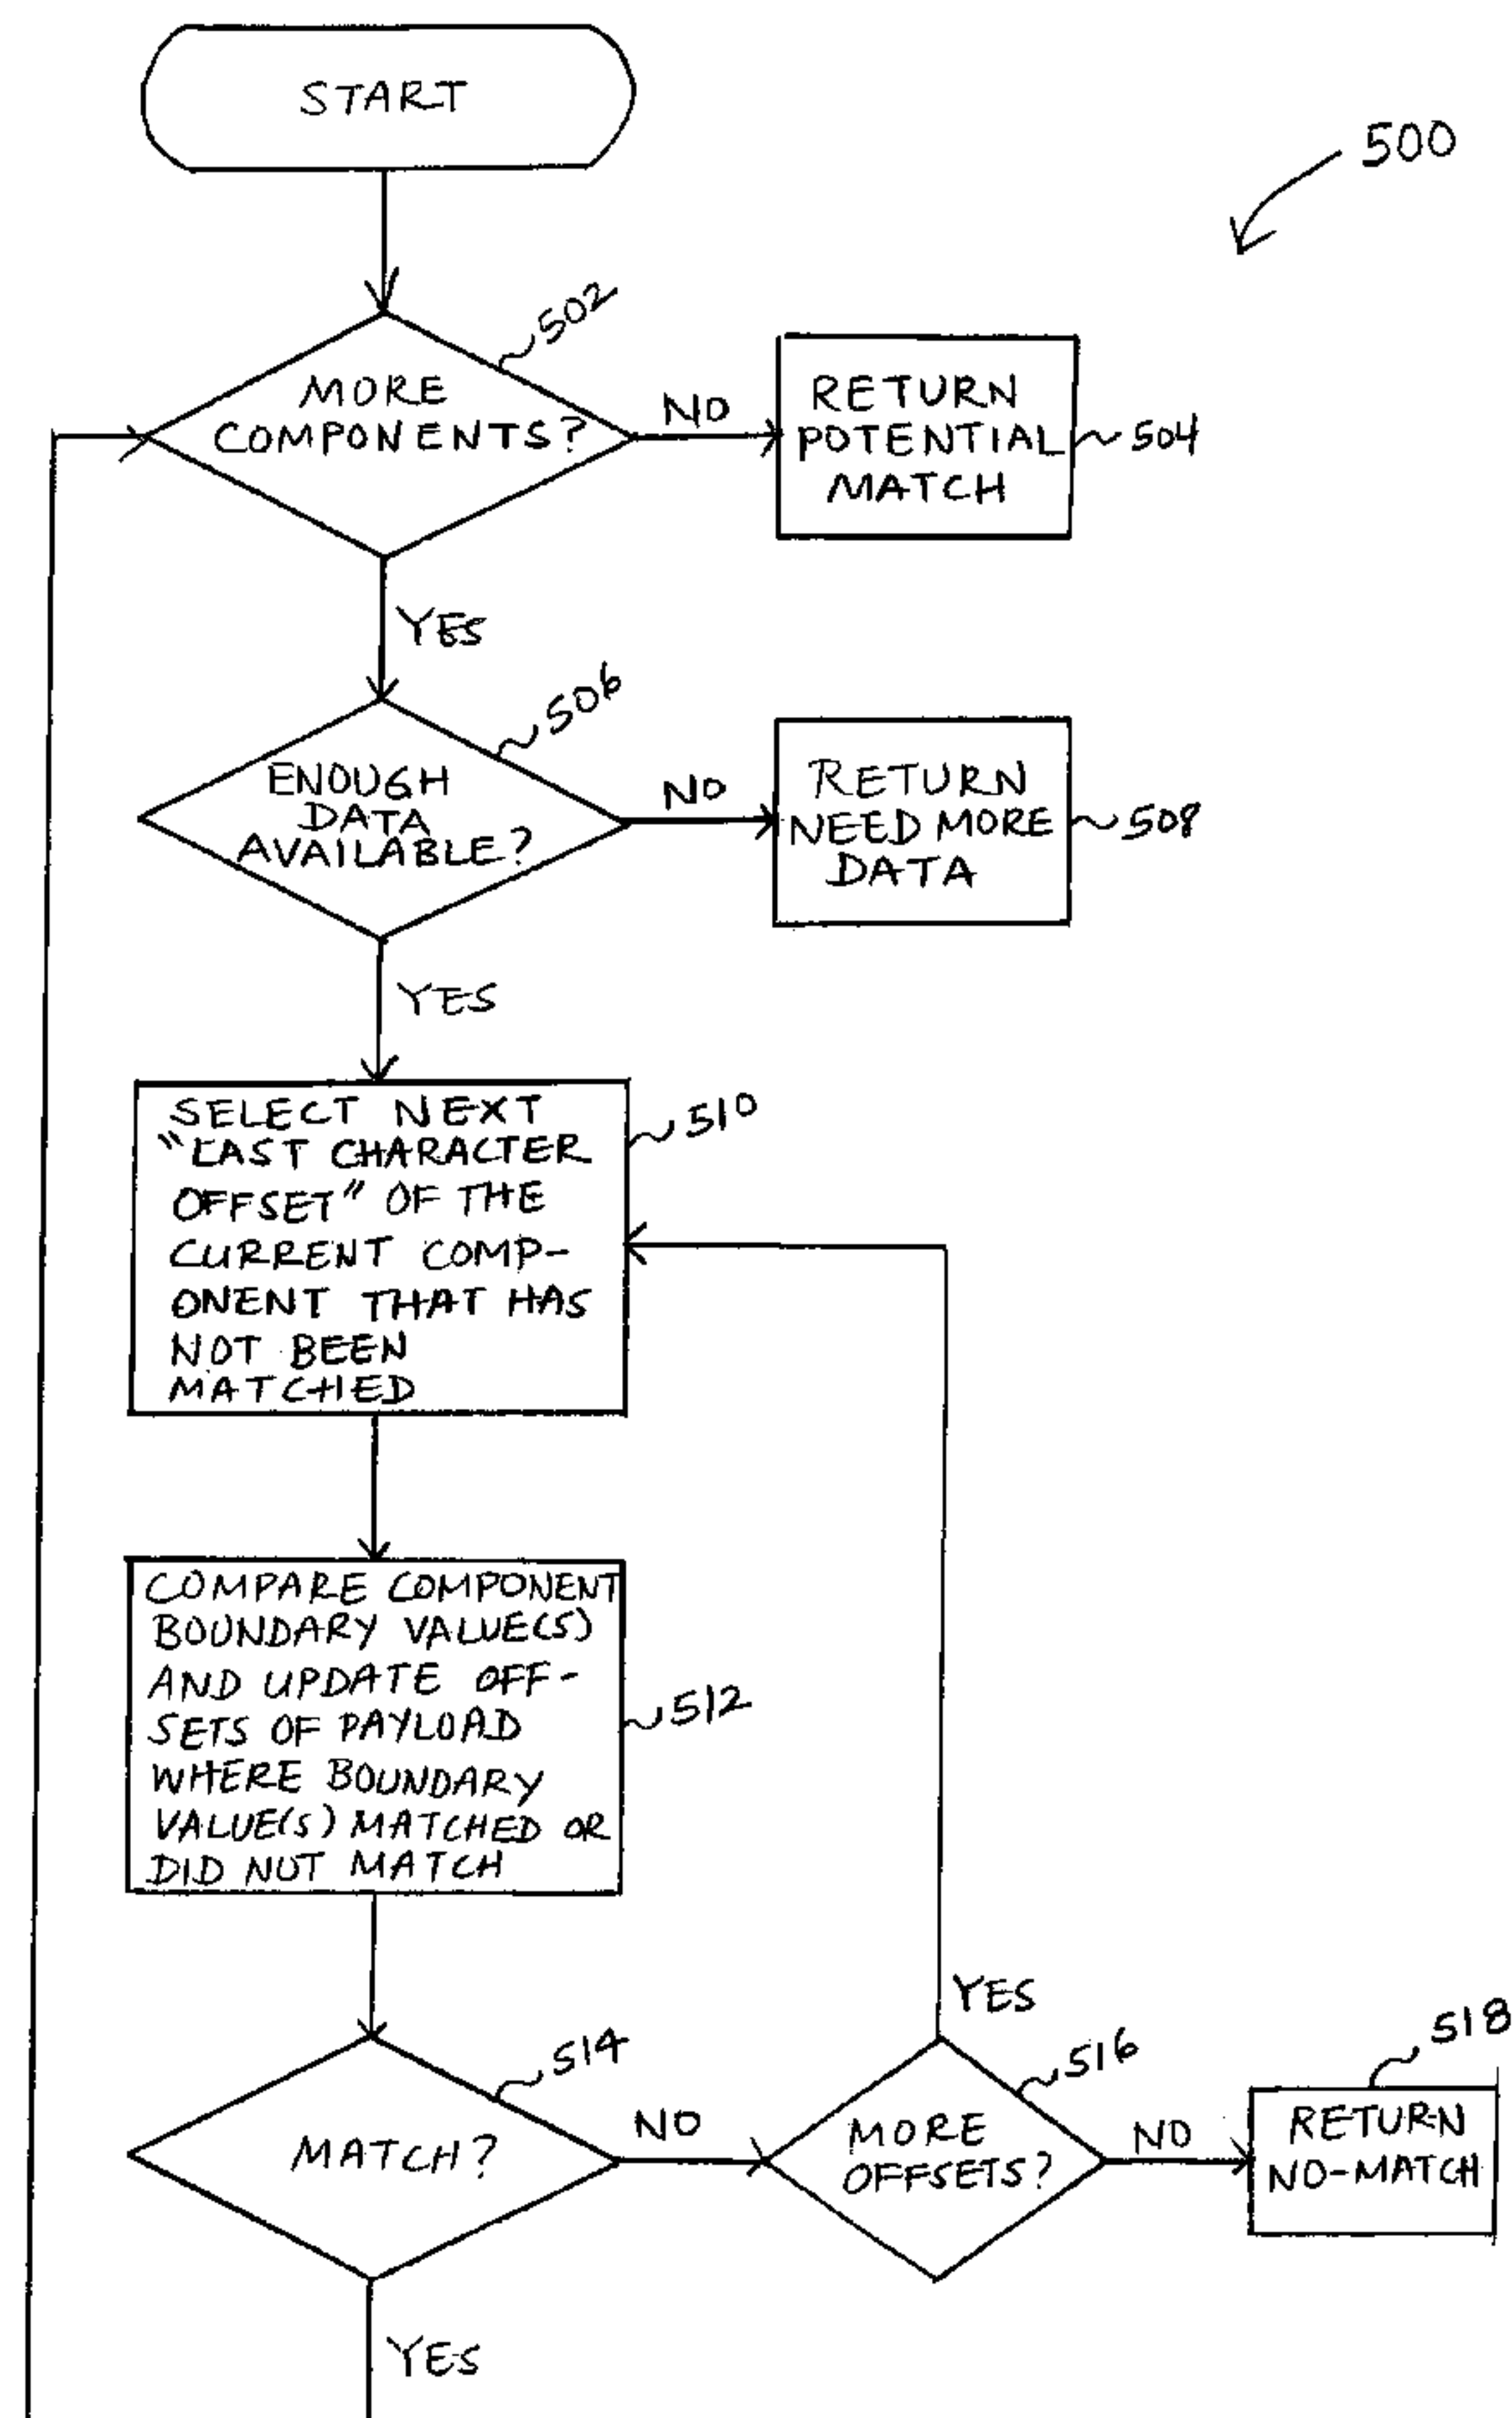 START
500
502
MORE
COMPONENTS?
NO
RETURN
POTENTIAL
MATCH
504
YES
506
ENOUGH
DATA
AVAILABLE?
NO
RETURN
NEED MORE
DATA
508
YES
510
SELECT NEXT
"LAST CHARACTER
OFFSET" OF THE
CURRENT COMP-
ONENT THAT HAS
NOT BEEN
MATCHED
COMPARE COMPONENT
BOUNDARY VALUE(S)
AND UPDATE OFF-
SETS OF PAYLOAD
WHERE BOUNDARY
VALUE(S) MATCHED OR
DID NOT MATCH
512
514
MATCH?
NO
YES
516
MORE
OFFSETS?
NO
518
RETURN
NO-MATCH
YES